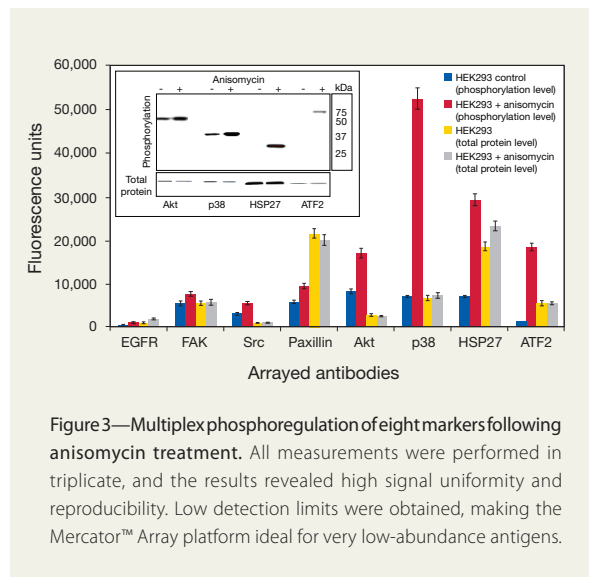 60,000
50,000
40,000
30,000
20,000
10,000
0
Fluorescence units
Anisomycin
- + - + - + - +
kDa
75
50
37
25
Phosphorylation
Total
protein
Akt p38 HSP27 ATF2
HEK293 control
(phosphorylation level)
HEK293 + anisomycin
(phosphorylation level)
HEK293
(total protein level)
HEK293 + anisomycin
(total protein level)
EGFR FAK Src Paxillin Akt p38 HSP27 ATF2
Arrayed antibodies
Figure 3—Multiplex phosphoregulation of eight markers following
anisomycin treatment. All measurements were performed in
triplicate, and the results revealed high signal uniformity and
reproducibility. Low detection limits were obtained, making the
Mercator™ Array platform ideal for very low-abundance antigens.